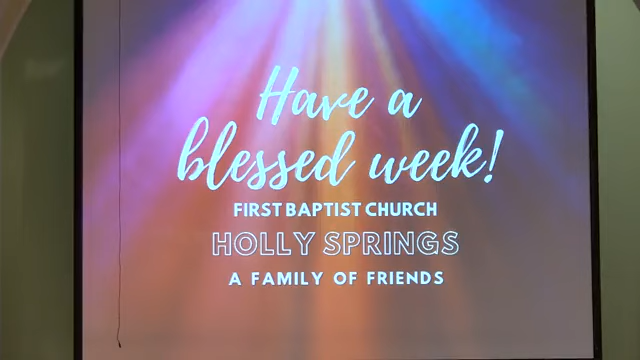 Have a
blessed week!
FIRST BAPTIST CHURCH
HOLLY SPRINGS
A FAMILY OF FRIENDS